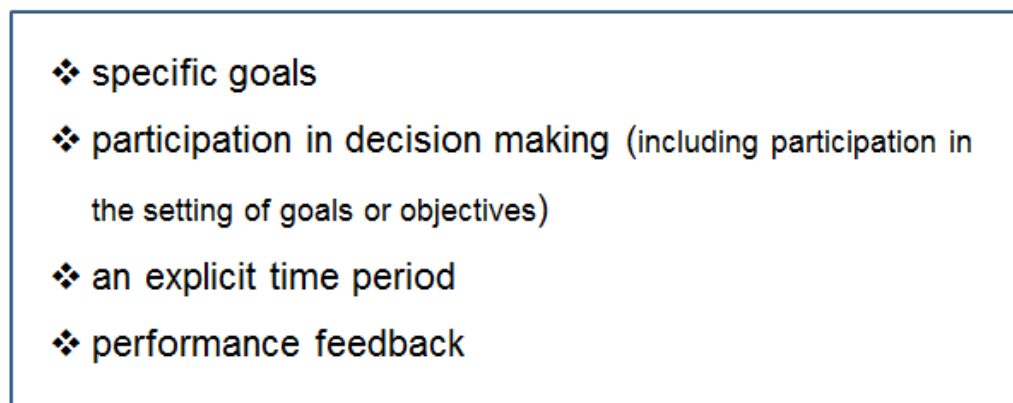 ❖ specific goals
❖ participation in decision making (including participation in
the setting of goals or objectives)
❖ an explicit time period
❖ performance feedback